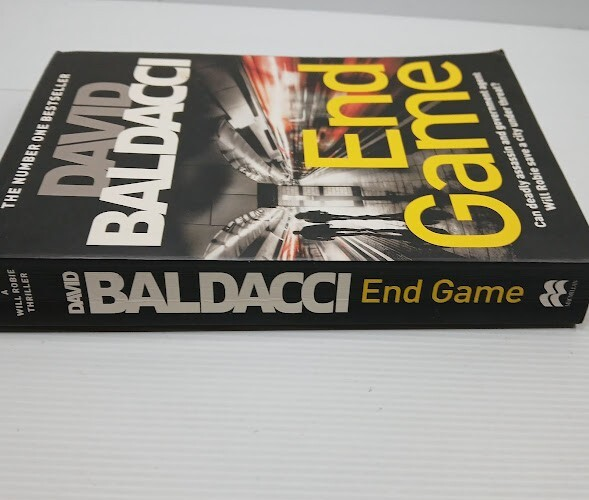 THE NUMBER ONE BESTSELLER
DAVID
BALDACCI
End
Game
Can deadly assassin and government agent
Will Robie save a city under threat?
A
WILL ROBIE
THRILLER
DAVID
BALDACCI End Game
MACMILLAN